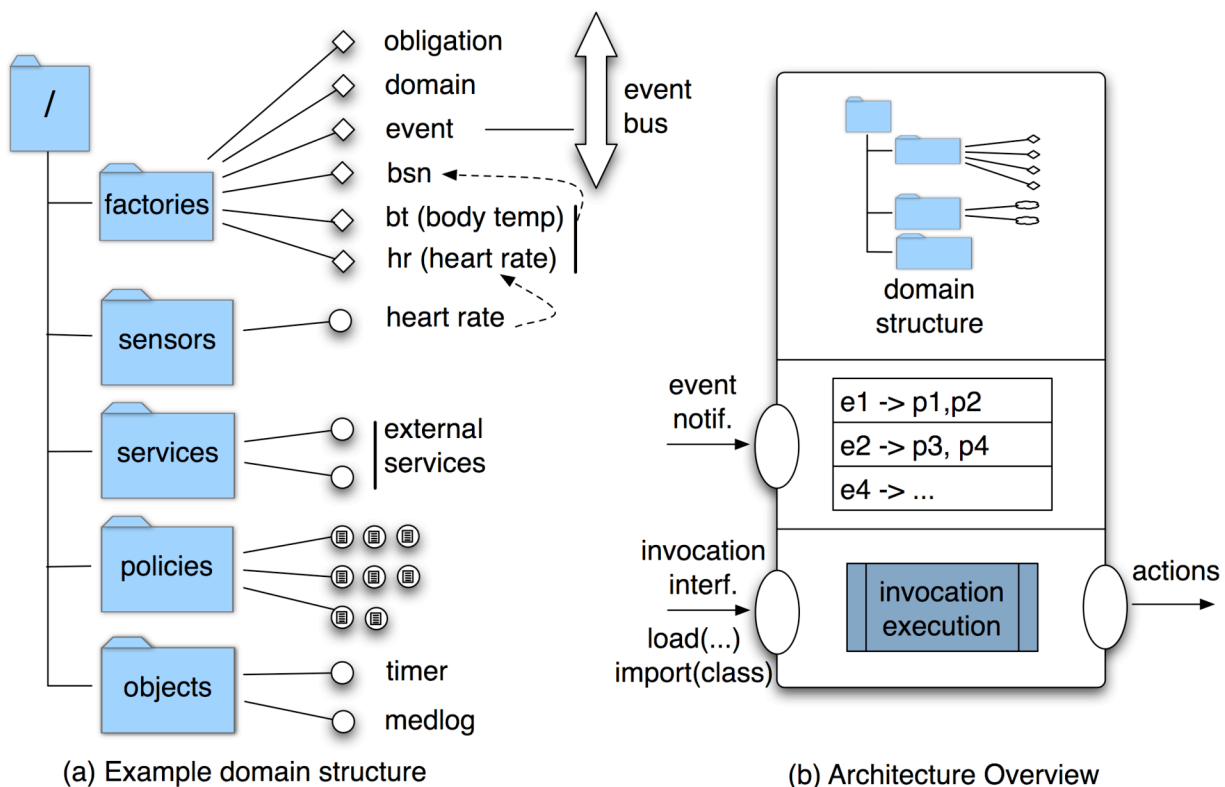 /
factories
obligation
domain
event
bsn
bt (body temp)
hr (heart rate)
event
bus
sensors
heart rate
services
external
services
policies
objects
timer
medlog
(a) Example domain structure
domain
structure
event
notif.
e1 -> p1,p2
e2 -> p3, p4
e4 -> ...
invocation
interf.
load(...)
import(class)
invocation
execution
actions
(b) Architecture Overview